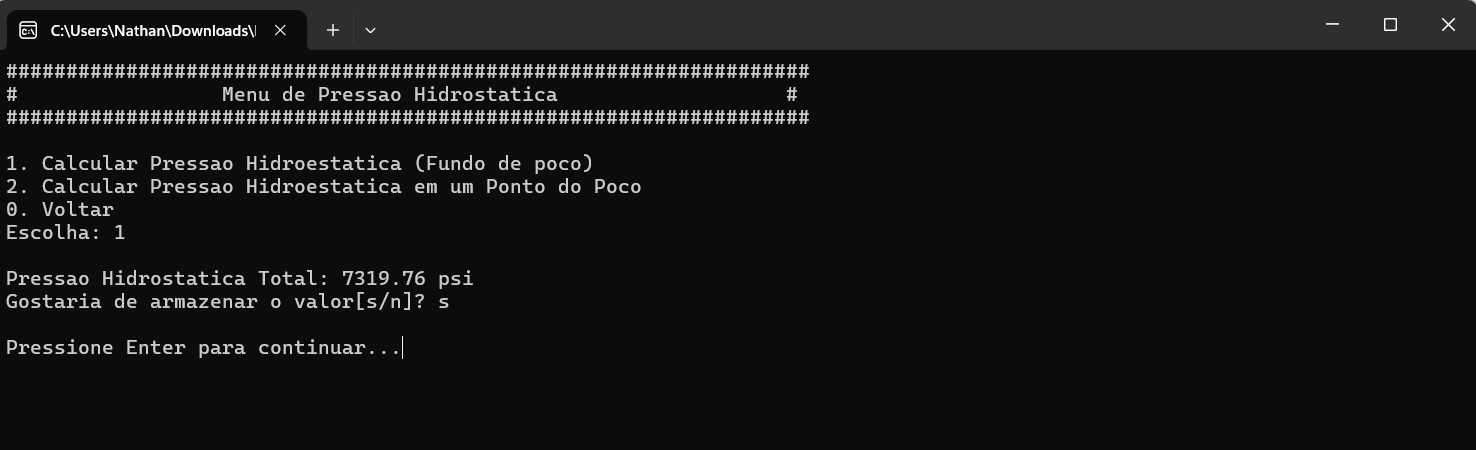 C:\Users\Nathan\Downloads\
###################################################################
# Menu de Pressao Hidrostatica #
###################################################################
1. Calcular Pressao Hidroestatica (Fundo de poco)
2. Calcular Pressao Hidroestatica em um Ponto do Poco
0. Voltar
Escolha: 1
Pressao Hidrostatica Total: 7319.76 psi
Gostaria de armazenar o valor[s/n]? s
Pressione Enter para continuar...